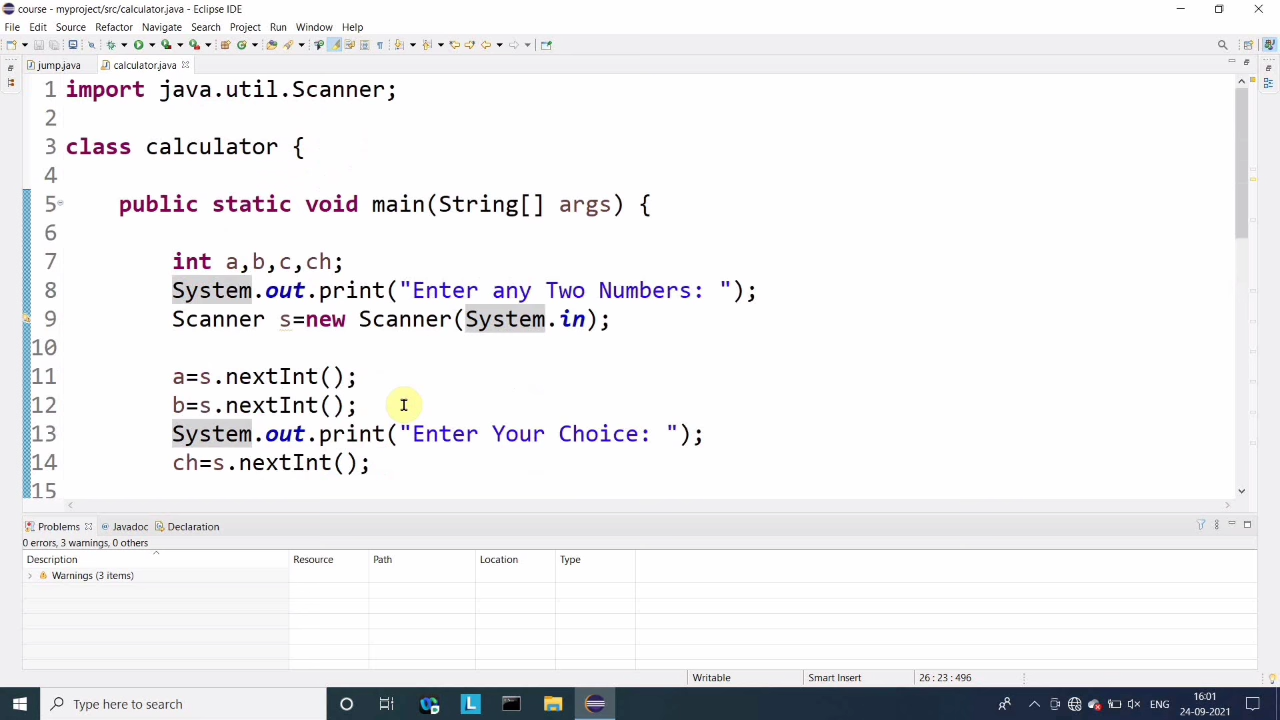 course - myproject/src/calculator.java - Eclipse IDE
File Edit Source Refactor Navigate Search Project Run Window Help
jump.java calculator.java
1 import java.util.Scanner;
2
3 class calculator {
4
5 public static void main(String[] args) {
6
7 int a,b,c,ch;
8 System.out.print("Enter any Two Numbers: ");
9 Scanner s=new Scanner(System.in);
10
11 a=s.nextInt();
12 b=s.nextInt();
13 System.out.print("Enter Your Choice: ");
14 ch=s.nextInt();
15
Problems @ Javadoc Declaration
0 errors, 3 warnings, 0 others
Description Resource Path Location Type
Warnings (3 items)
Writable Smart Insert 26 : 23 : 496
Type here to search
L
ENG
16:01
24-09-2021